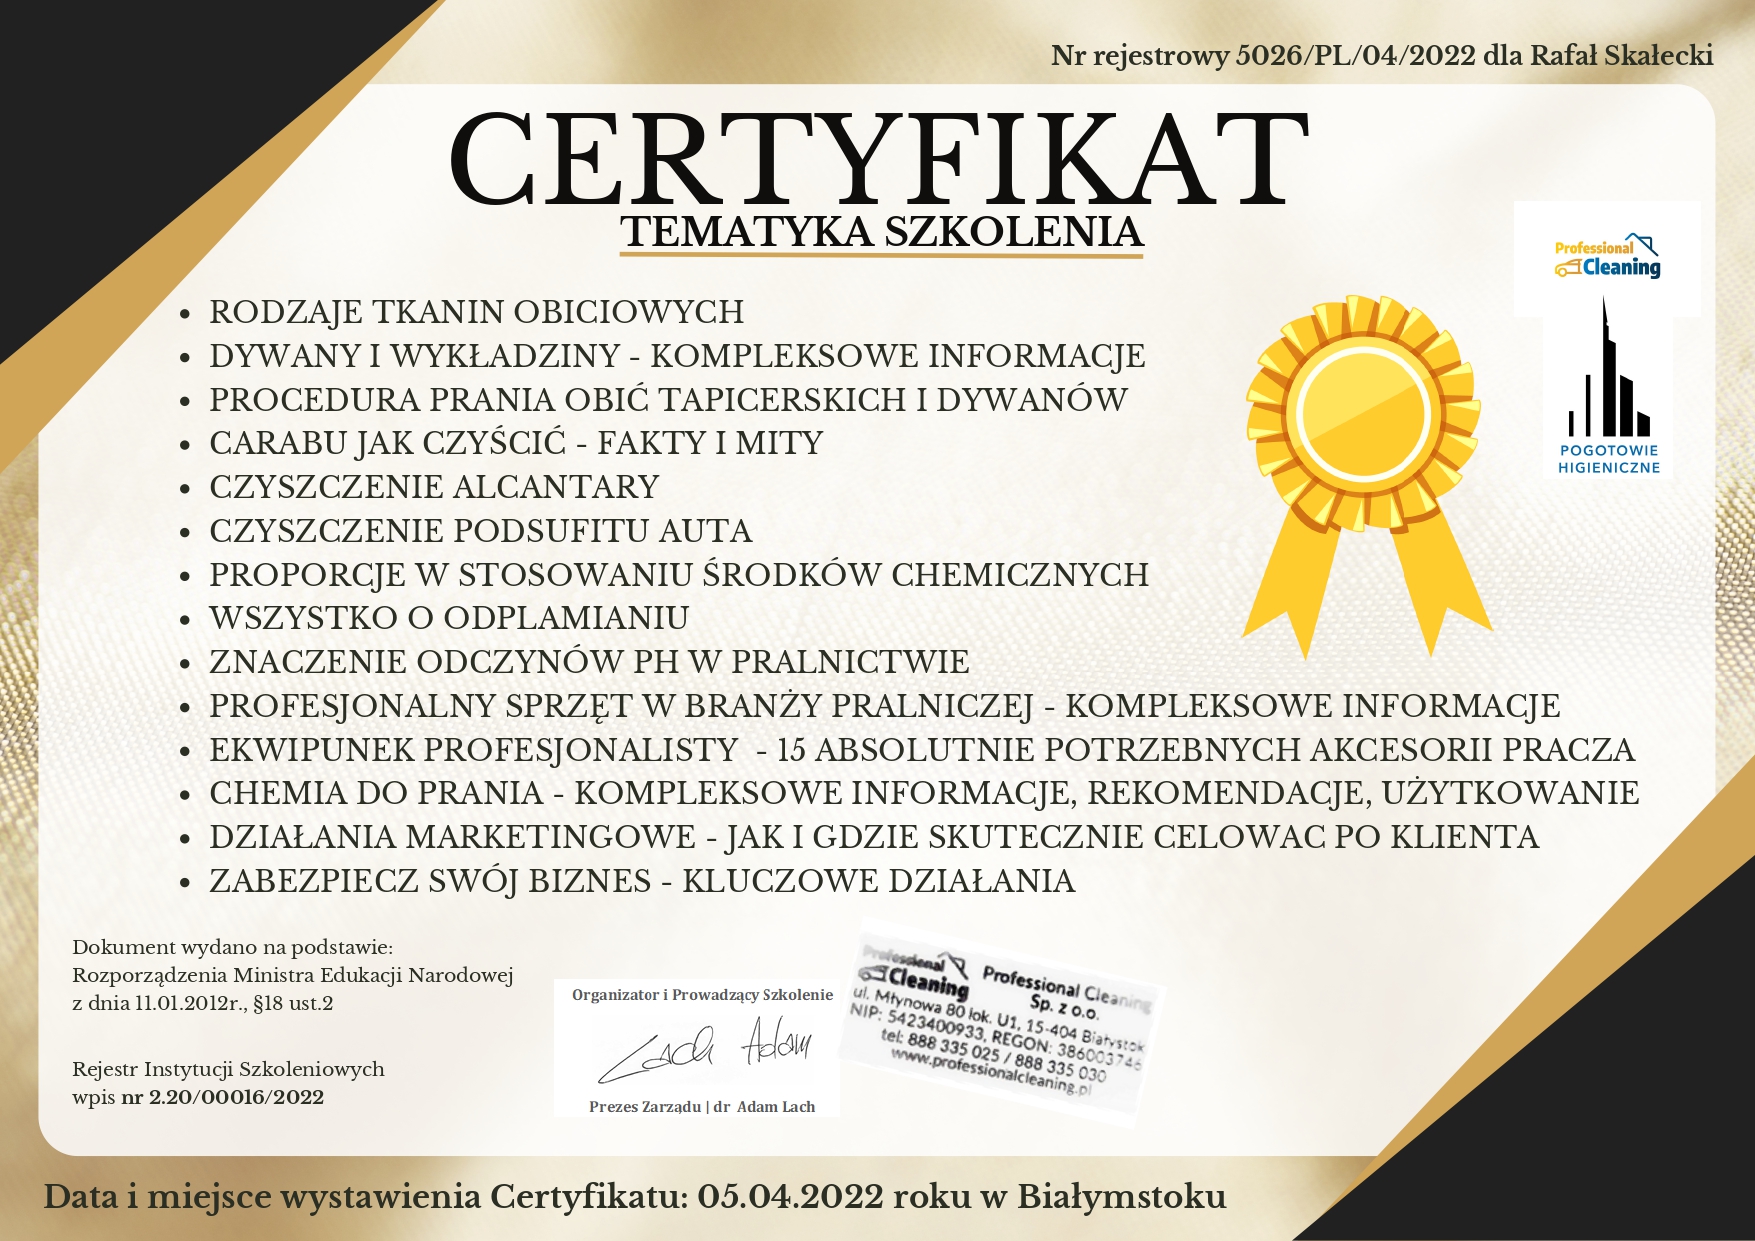 Nr rejestrowy 5026/PL/04/2022 dla Rafał Skałecki
CERTYFIKAT
TEMATYKA SZKOLENIA
Professional
Cleaning
POGOTOWIE
HIGIENICZNE
• RODZAJE TKANIN OBICIOWYCH
• DYWANY I WYKŁADZINY - KOMPLEKSOWE INFORMACJE
• PROCEDURA PRANIA OBIĆ TAPICERSKICH I DYWANÓW
• CARABU JAK CZYŚCIĆ - FAKTY I MITY
• CZYSZCZENIE ALCANTARY
• CZYSZCZENIE PODSUFITU AUTA
• PROPORCJE W STOSOWANIU ŚRODKÓW CHEMICZNYCH
• WSZYSTKO O ODPLAMIANIU
• ZNACZENIE ODCZYNÓW PH W PRALNICTWIE
• PROFESJONALNY SPRZĘT W BRANŻY PRALNICZEJ - KOMPLEKSOWE INFORMACJE
• EKWIPUNEK PROFESJONALISTY - 15 ABSOLUTNIE POTRZEBNYCH AKCESORII PRACZA
• CHEMIA DO PRANIA - KOMPLEKSOWE INFORMACJE, REKOMENDACJE, UŻYTKOWANIE
• DZIAŁANIA MARKETINGOWE - JAK I GDZIE SKUTECZNIE CELOWAC PO KLIENTA
• ZABEZPIECZ SWÓJ BIZNES - KLUCZOWE DZIAŁANIA
Dokument wydano na podstawie:
Rozporządzenia Ministra Edukacji Narodowej
z dnia 11.01.2012r., §18 ust.2
Rejestr Instytucji Szkoleniowych
wpis nr 2.20/00016/2022
Organizator i Prowadzący Szkolenie
Lach Adam
Prezes Zarządu | dr Adam Lach
Professional
Cleaning
Professional Cleaning
Sp. z o.o.
ul. Młynowa 80 lok. U1, 15-404 Białystok
NIP: 5423400933, REGON: 386003746
tel: 888 335 025 / 888 335 030
www.professionalcleaning.pl
Data i miejsce wystawienia Certyfikatu: 05.04.2022 roku w Białymstoku